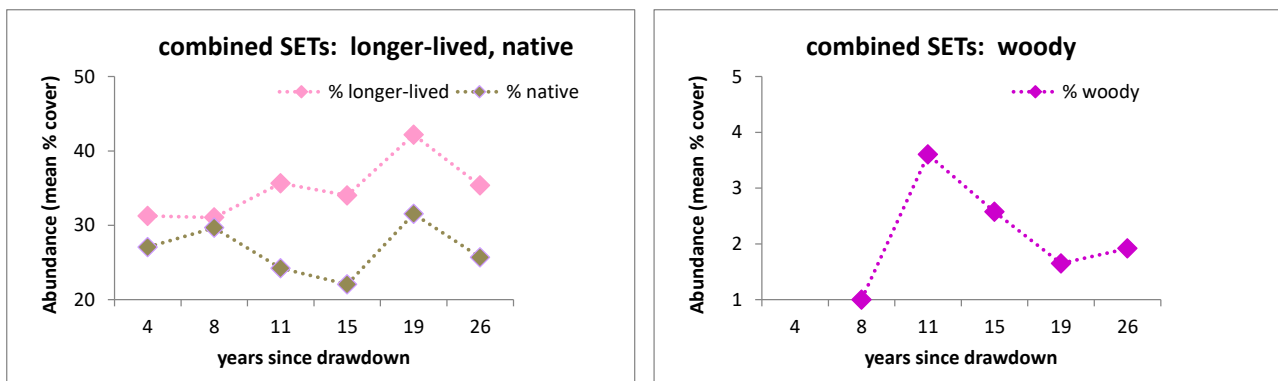 combined SETs: longer-lived, native
% longer-lived % native
Abundance (mean % cover)
50
40
30
20
4 8 11 15 19 26
years since drawdown
combined SETs: woody
% woody
Abundance (mean % cover)
5
4
3
2
1
4 8 11 15 19 26
years since drawdown